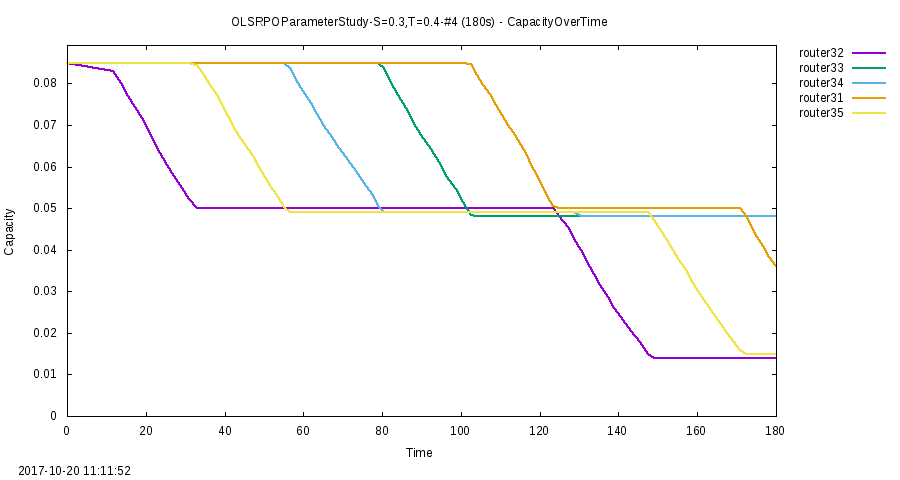 OLSRPOParameterStudy-S=0.3,T=0.4-#4 (180s) - CapacityOverTime
router32
router33
router34
router31
router35
0.08
0.07
0.06
0.05
0.04
0.03
0.02
0.01
0
Capacity
0 20 40 60 80 100 120 140 160 180
Time
2017-10-20 11:11:52